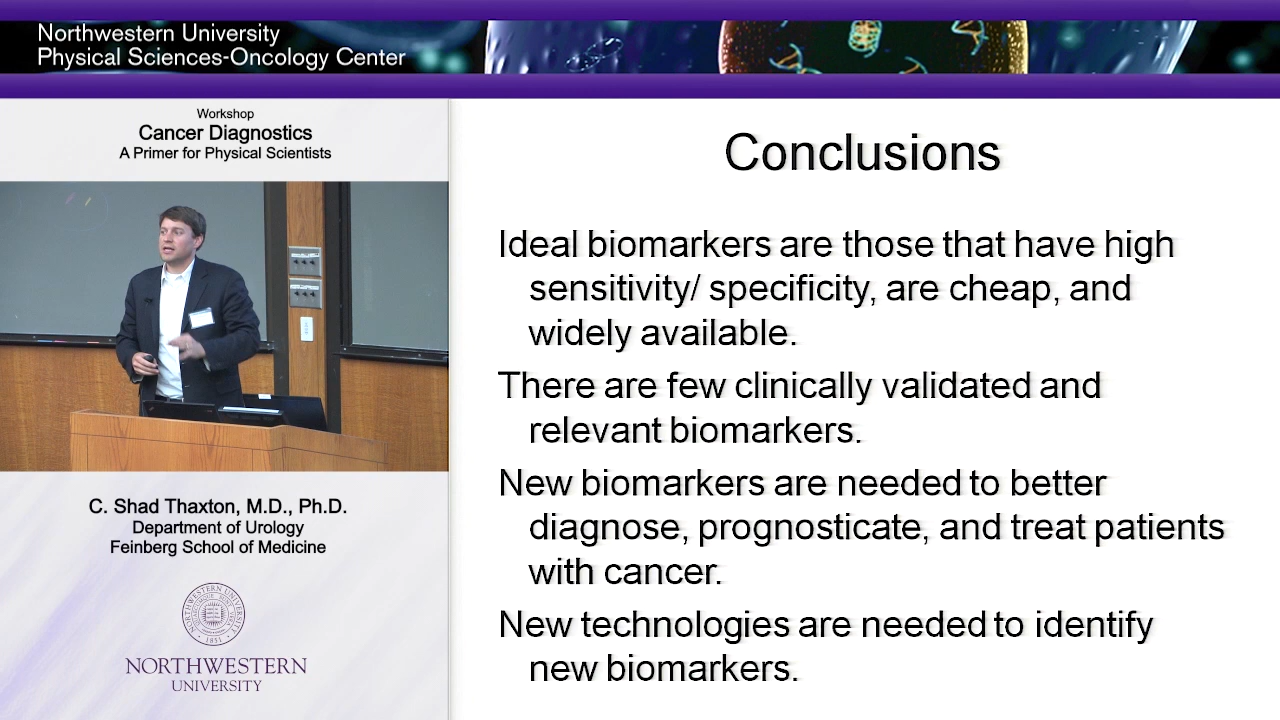 Northwestern University
Physical Sciences-Oncology Center
Workshop
Cancer Diagnostics
A Primer for Physical Scientists
C. Shad Thaxton, M.D., Ph.D.
Department of Urology
Feinberg School of Medicine
1851
NORTHWESTERN
UNIVERSITY
Conclusions
Ideal biomarkers are those that have high
sensitivity/ specificity, are cheap, and
widely available.
There are few clinically validated and
relevant biomarkers.
New biomarkers are needed to better
diagnose, prognosticate, and treat patients
with cancer.
New technologies are needed to identify
new biomarkers.